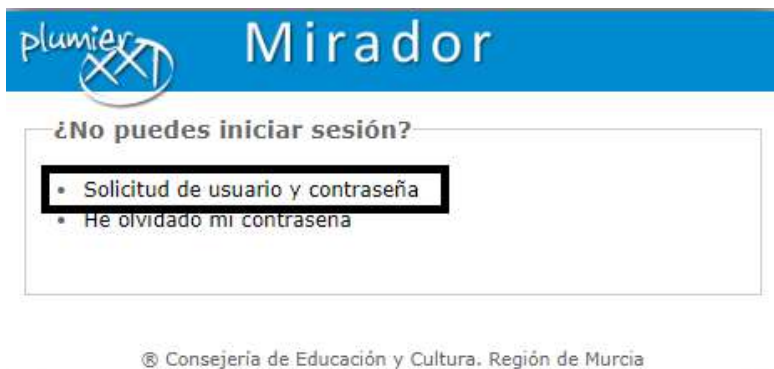 plumier XXI Mirador
¿No puedes iniciar sesión?
• Solicitud de usuario y contraseña
• He olvidado mi contraseña
® Consejería de Educación y Cultura. Región de Murcia